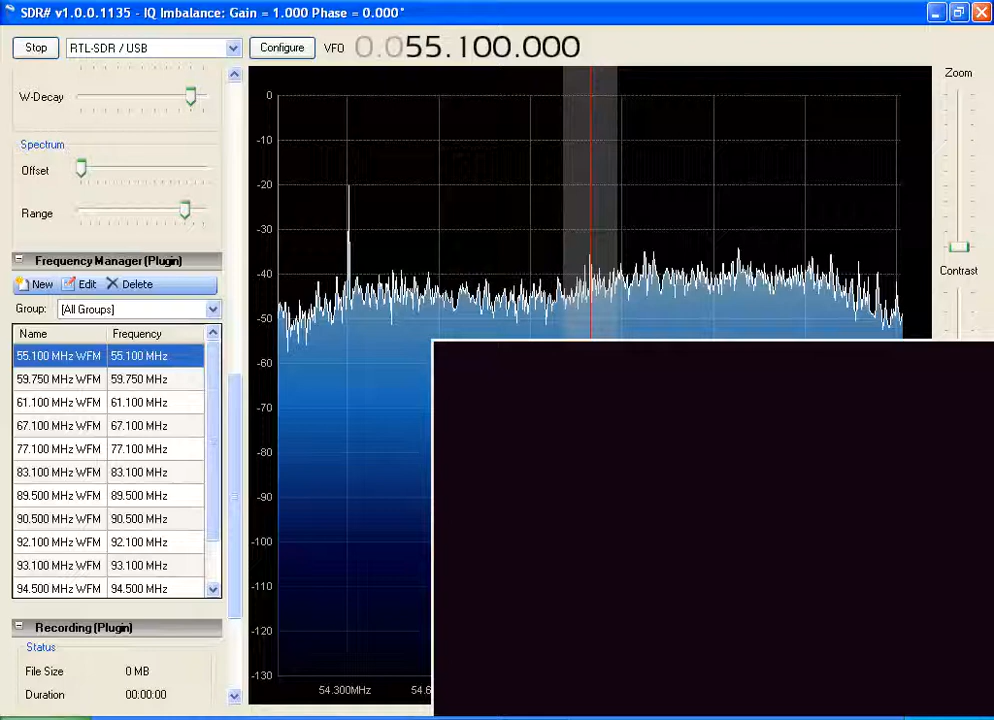 SDR# v1.0.0.1135 - IQ Imbalance: Gain = 1.000 Phase = 0.000°
Stop
RTL-SDR / USB
Configure
VFO
0.055.100.000
W-Decay
Spectrum
Offset
Range
Frequency Manager (Plugin)
New
Edit
Delete
Group:
[All Groups]
Name Frequency
55.100 MHz WFM 55.100 MHz
59.750 MHz WFM 59.750 MHz
61.100 MHz WFM 61.100 MHz
67.100 MHz WFM 67.100 MHz
77.100 MHz WFM 77.100 MHz
83.100 MHz WFM 83.100 MHz
89.500 MHz WFM 89.500 MHz
90.500 MHz WFM 90.500 MHz
92.100 MHz WFM 92.100 MHz
93.100 MHz WFM 93.100 MHz
94.500 MHz WFM 94.500 MHz
Recording (Plugin)
Status
File Size 0 MB
Duration 00:00:00
0
-10
-20
-30
-40
-50
-60
-70
-80
-90
-100
-110
-120
-130
54.300MHz
54.6
Zoom
Contrast